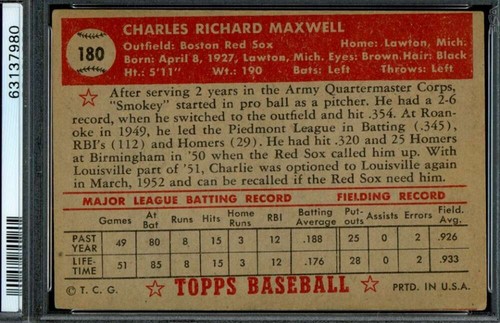 63137980
180
CHARLES RICHARD MAXWELL
Outfield: Boston Red Sox Home: Lawton, Mich.
Born: April 8, 1927, Lawton, Mich. Eyes: Brown Hair: Black
Ht.: 5'11" Wt.: 190 Bats: Left Throws: Left
After serving 2 years in the Army Quartermaster Corps,
"Smokey" started in pro ball as a pitcher. He had a 2-6
record, when he switched to the outfield and hit .354. At Roan-
oke in 1949, he led the Piedmont League in Batting (.345),
RBI's (112) and Homers (29). He had hit .320 and 25 Homers
at Birmingham in '50 when the Red Sox called him up. With
Louisville part of '51, Charlie was optioned to Louisville again
in March, 1952 and can be recalled if the Red Sox need him.
MAJOR LEAGUE BATTING RECORD FIELDING RECORD
Games At Bat Runs Hits Home Runs RBI Batting Average Put-outs Assists Errors Field. Avg.
PAST YEAR 49 80 8 15 3 12 .188 25 0 2 .926
LIFE-TIME 51 85 8 15 3 12 .176 28 0 2 .933
© T. C. G. TOPPS BASEBALL PRTD. IN U.S.A.